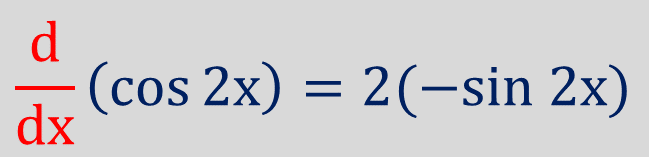 d/dx (cos 2x) = 2(−sin 2x)